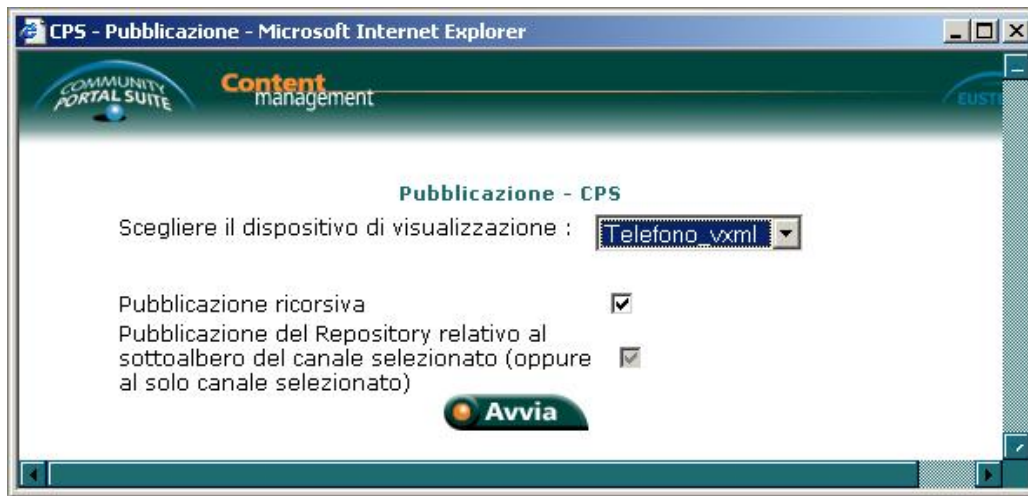 CPS - Pubblicazione - Microsoft Internet Explorer
COMMUNITY
PORTAL SUITE
Content
management
Pubblicazione - CPS
Scegliere il dispositivo di visualizzazione :
Telefono_vxml
Pubblicazione ricorsiva
Pubblicazione del Repository relativo al
sottoalbero del canale selezionato (oppure
al solo canale selezionato)
Avvia